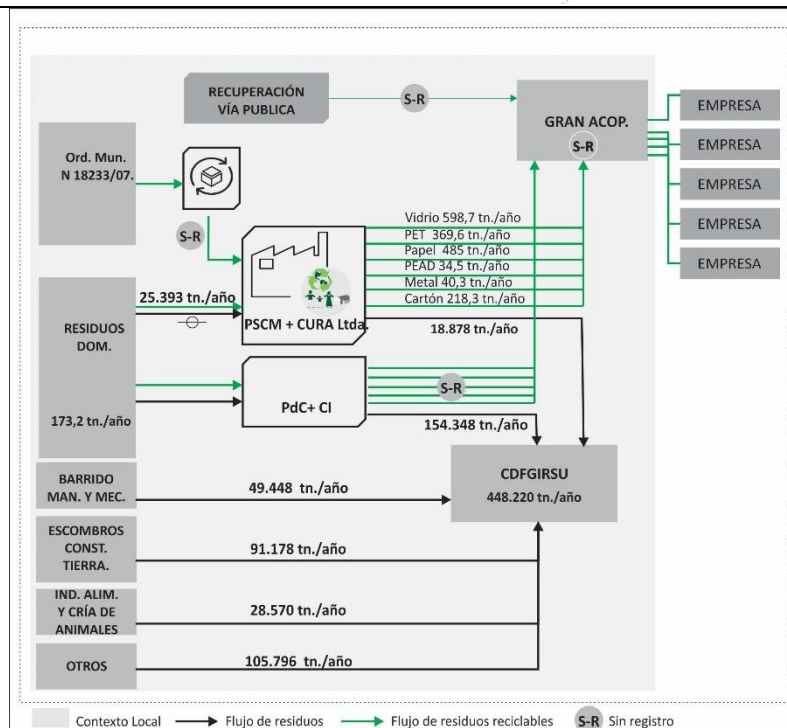 RECUPERACIÓN
VÍA PUBLICA
S-R
GRAN ACOP.
S-R
EMPRESA
EMPRESA
EMPRESA
EMPRESA
EMPRESA
Ord. Mun.
N 18233/07.
S-R
Vidrio 598,7 tn./año
PET 369,6 tn./año
Papel 485 tn./año
PEAD 34,5 tn./año
Metal 40,3 tn./año
Cartón 218,3 tn./año
25.393 tn./año
PSCM + CURA Ltda.
18.878 tn./año
RESIDUOS
DOM.
173,2 tn./año
PdC+ CI
S-R
154.348 tn./año
CDFGIRSU
448.220 tn./año
BARRIDO
MAN. Y MEC.
49.448 tn./año
ESCOMBROS
CONST.
TIERRA.
91.178 tn./año
IND. ALIM.
Y CRÍA DE
ANIMALES
28.570 tn./año
OTROS
105.796 tn./año
Contexto Local
Flujo de residuos
Flujo de residuos reciclables
S-R Sin registro